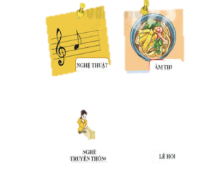 NGHỆ THUẬT
ẨM THỰC
NGHỀ
TRUYỀN THỐNG
LỄ HỘI